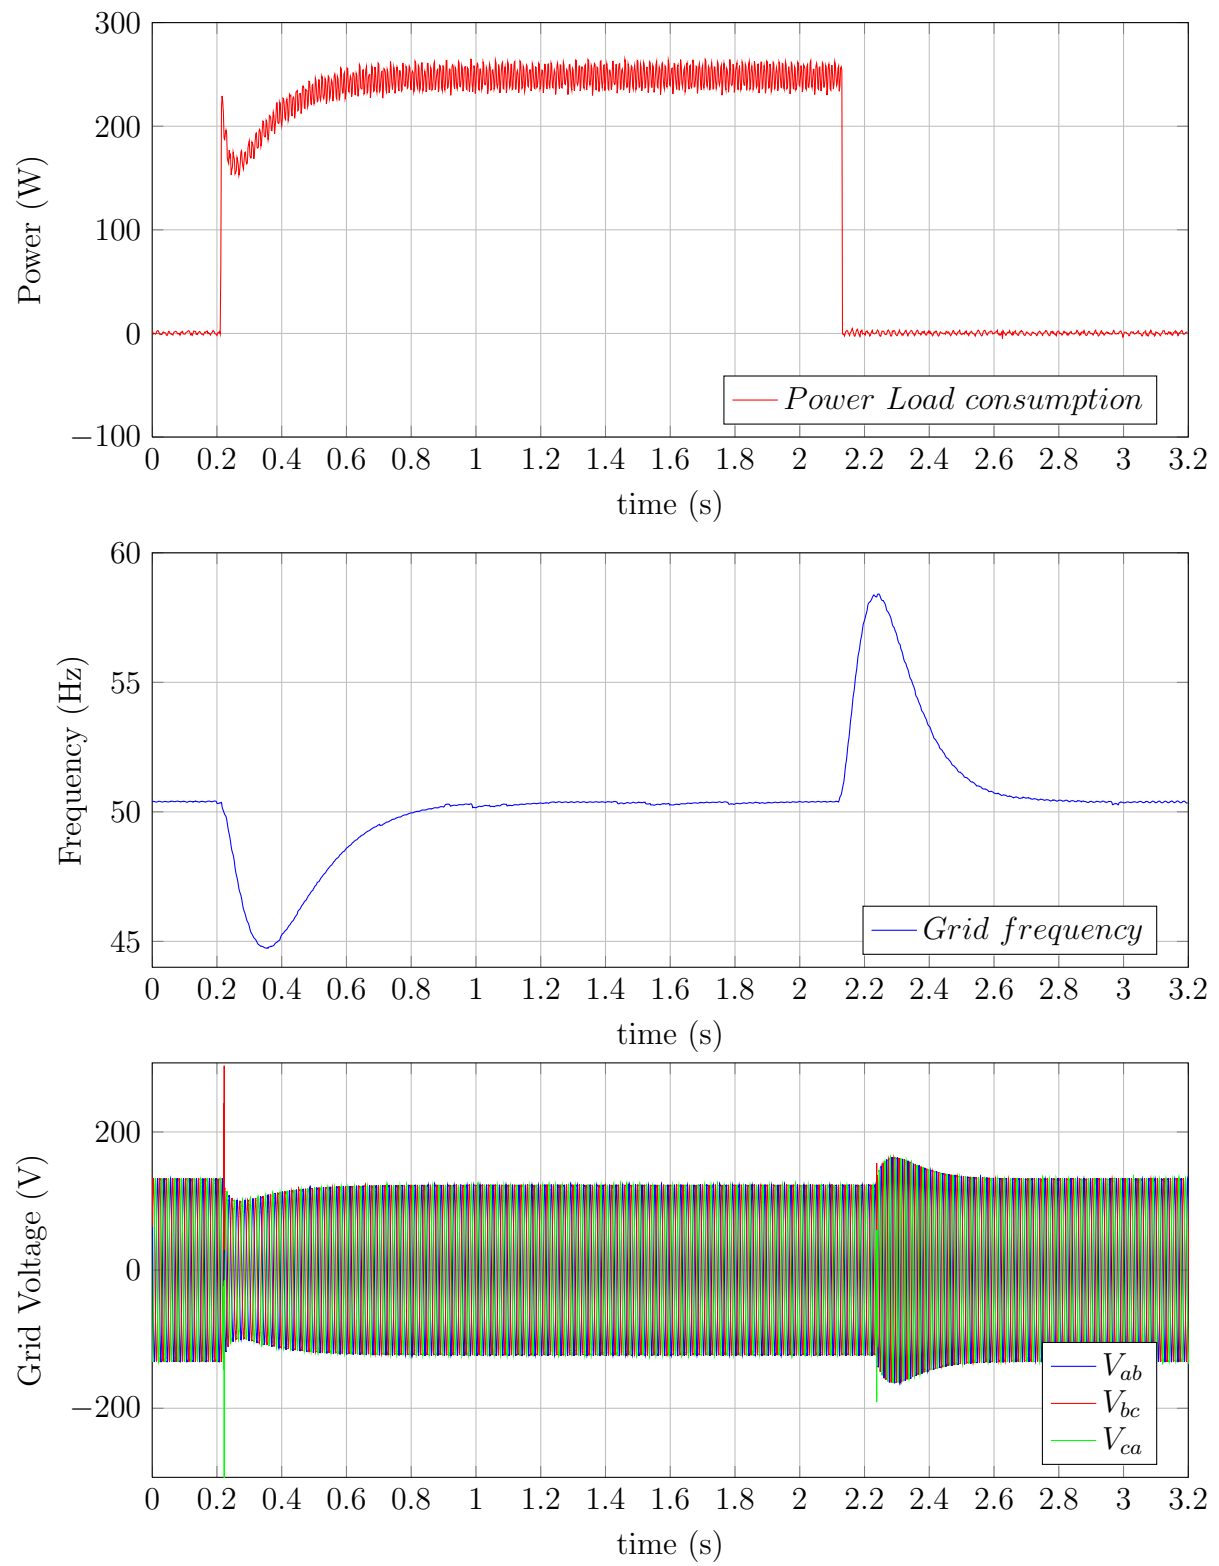 300
200
100
0
−100
Power (W)
Power Load consumption
0 0.2 0.4 0.6 0.8 1 1.2 1.4 1.6 1.8 2 2.2 2.4 2.6 2.8 3 3.2
time (s)
60
55
50
45
Frequency (Hz)
Grid frequency
0 0.2 0.4 0.6 0.8 1 1.2 1.4 1.6 1.8 2 2.2 2.4 2.6 2.8 3 3.2
time (s)
200
0
−200
Grid Voltage (V)
V_ab
V_bc
V_ca
0 0.2 0.4 0.6 0.8 1 1.2 1.4 1.6 1.8 2 2.2 2.4 2.6 2.8 3 3.2
time (s)